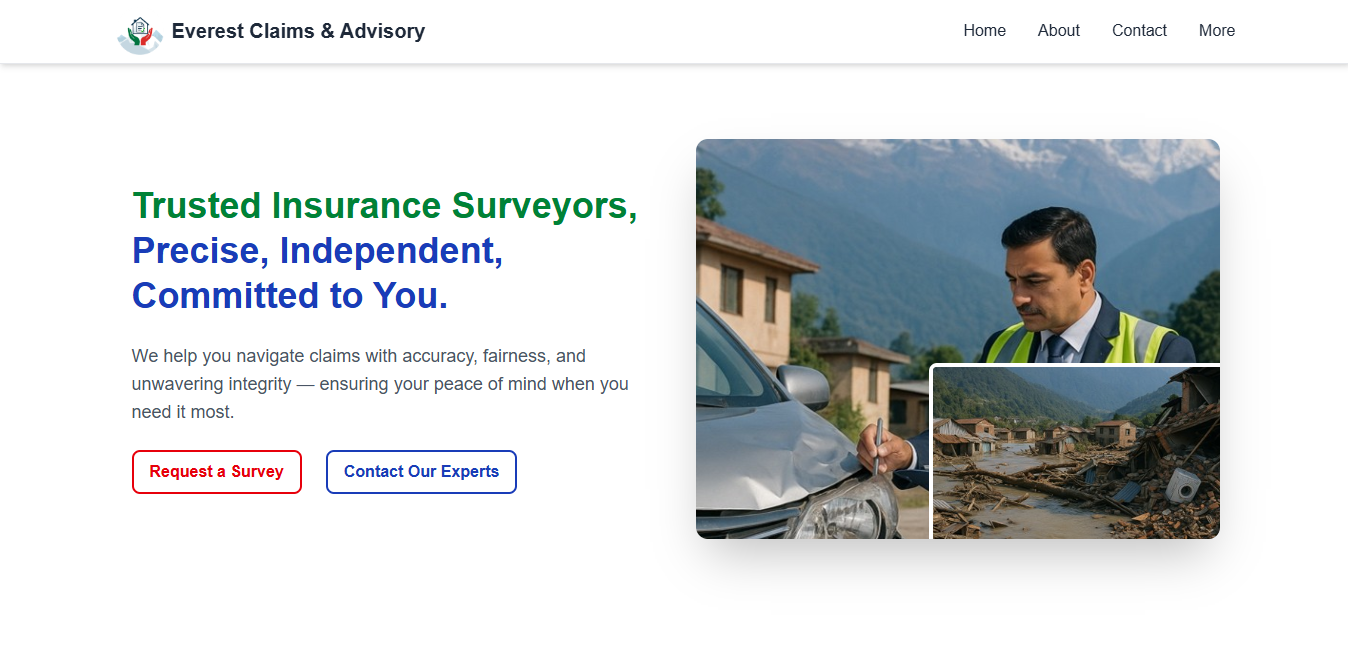 Everest Claims & Advisory
Home
About
Contact
More
Trusted Insurance Surveyors,
Precise, Independent,
Committed to You.
We help you navigate claims with accuracy, fairness, and
unwavering integrity — ensuring your peace of mind when you
need it most.
Request a Survey
Contact Our Experts